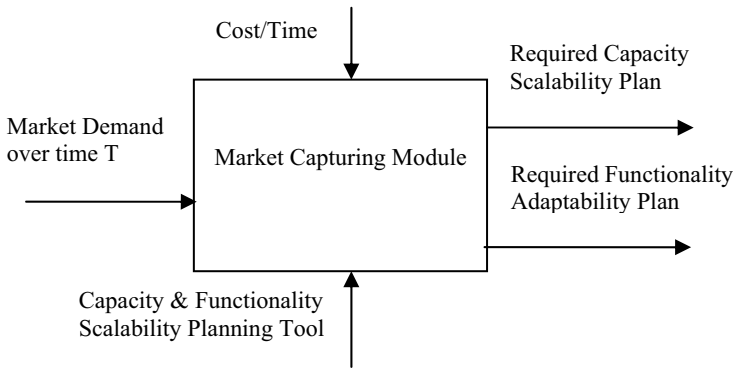 Cost/Time
Required Capacity
Scalability Plan
Market Demand
over time T
Market Capturing Module
Required Functionality
Adaptability Plan
Capacity & Functionality
Scalability Planning Tool